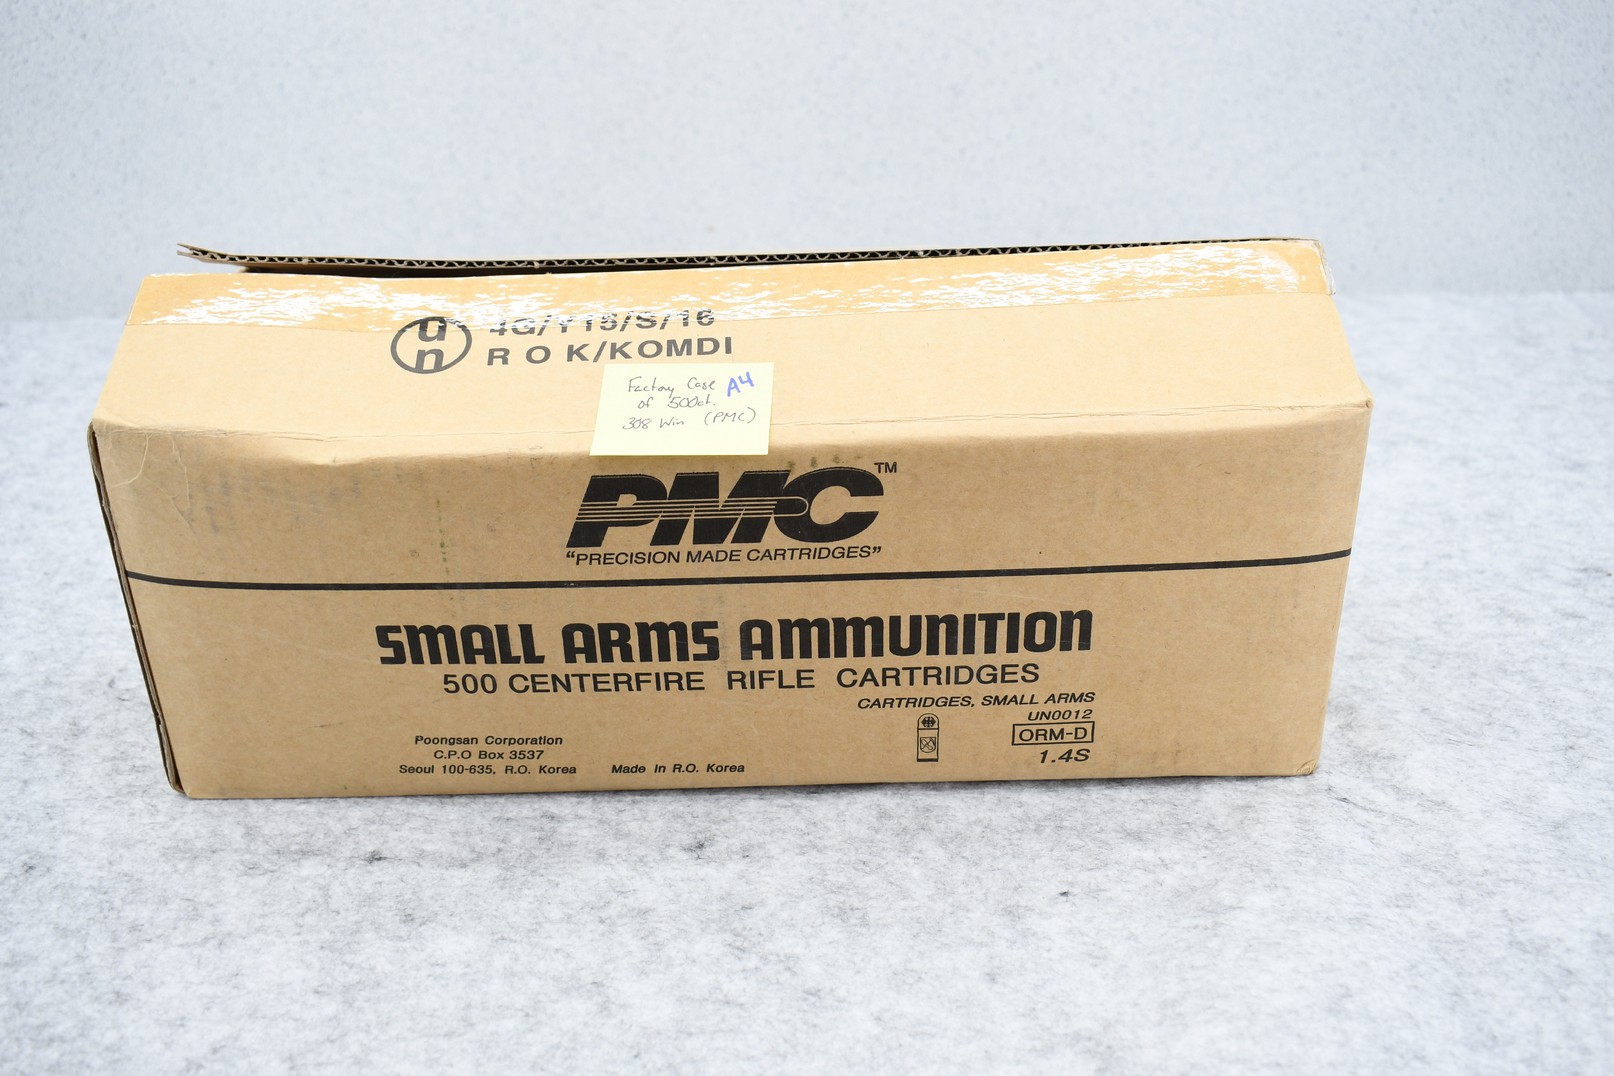 un
4G/Y15/S/16
R O K/KOMDI
Factory Case A4
of 500ct.
308 Win (PMC)
PMC™
"PRECISION MADE CARTRIDGES"
SMALL ARMS AMMUNITION
500 CENTERFIRE RIFLE CARTRIDGES
CARTRIDGES, SMALL ARMS
UN0012
ORM-D
1.4S
Poongsan Corporation
C.P.O Box 3537
Seoul 100-635, R.O. Korea Made in R.O. Korea